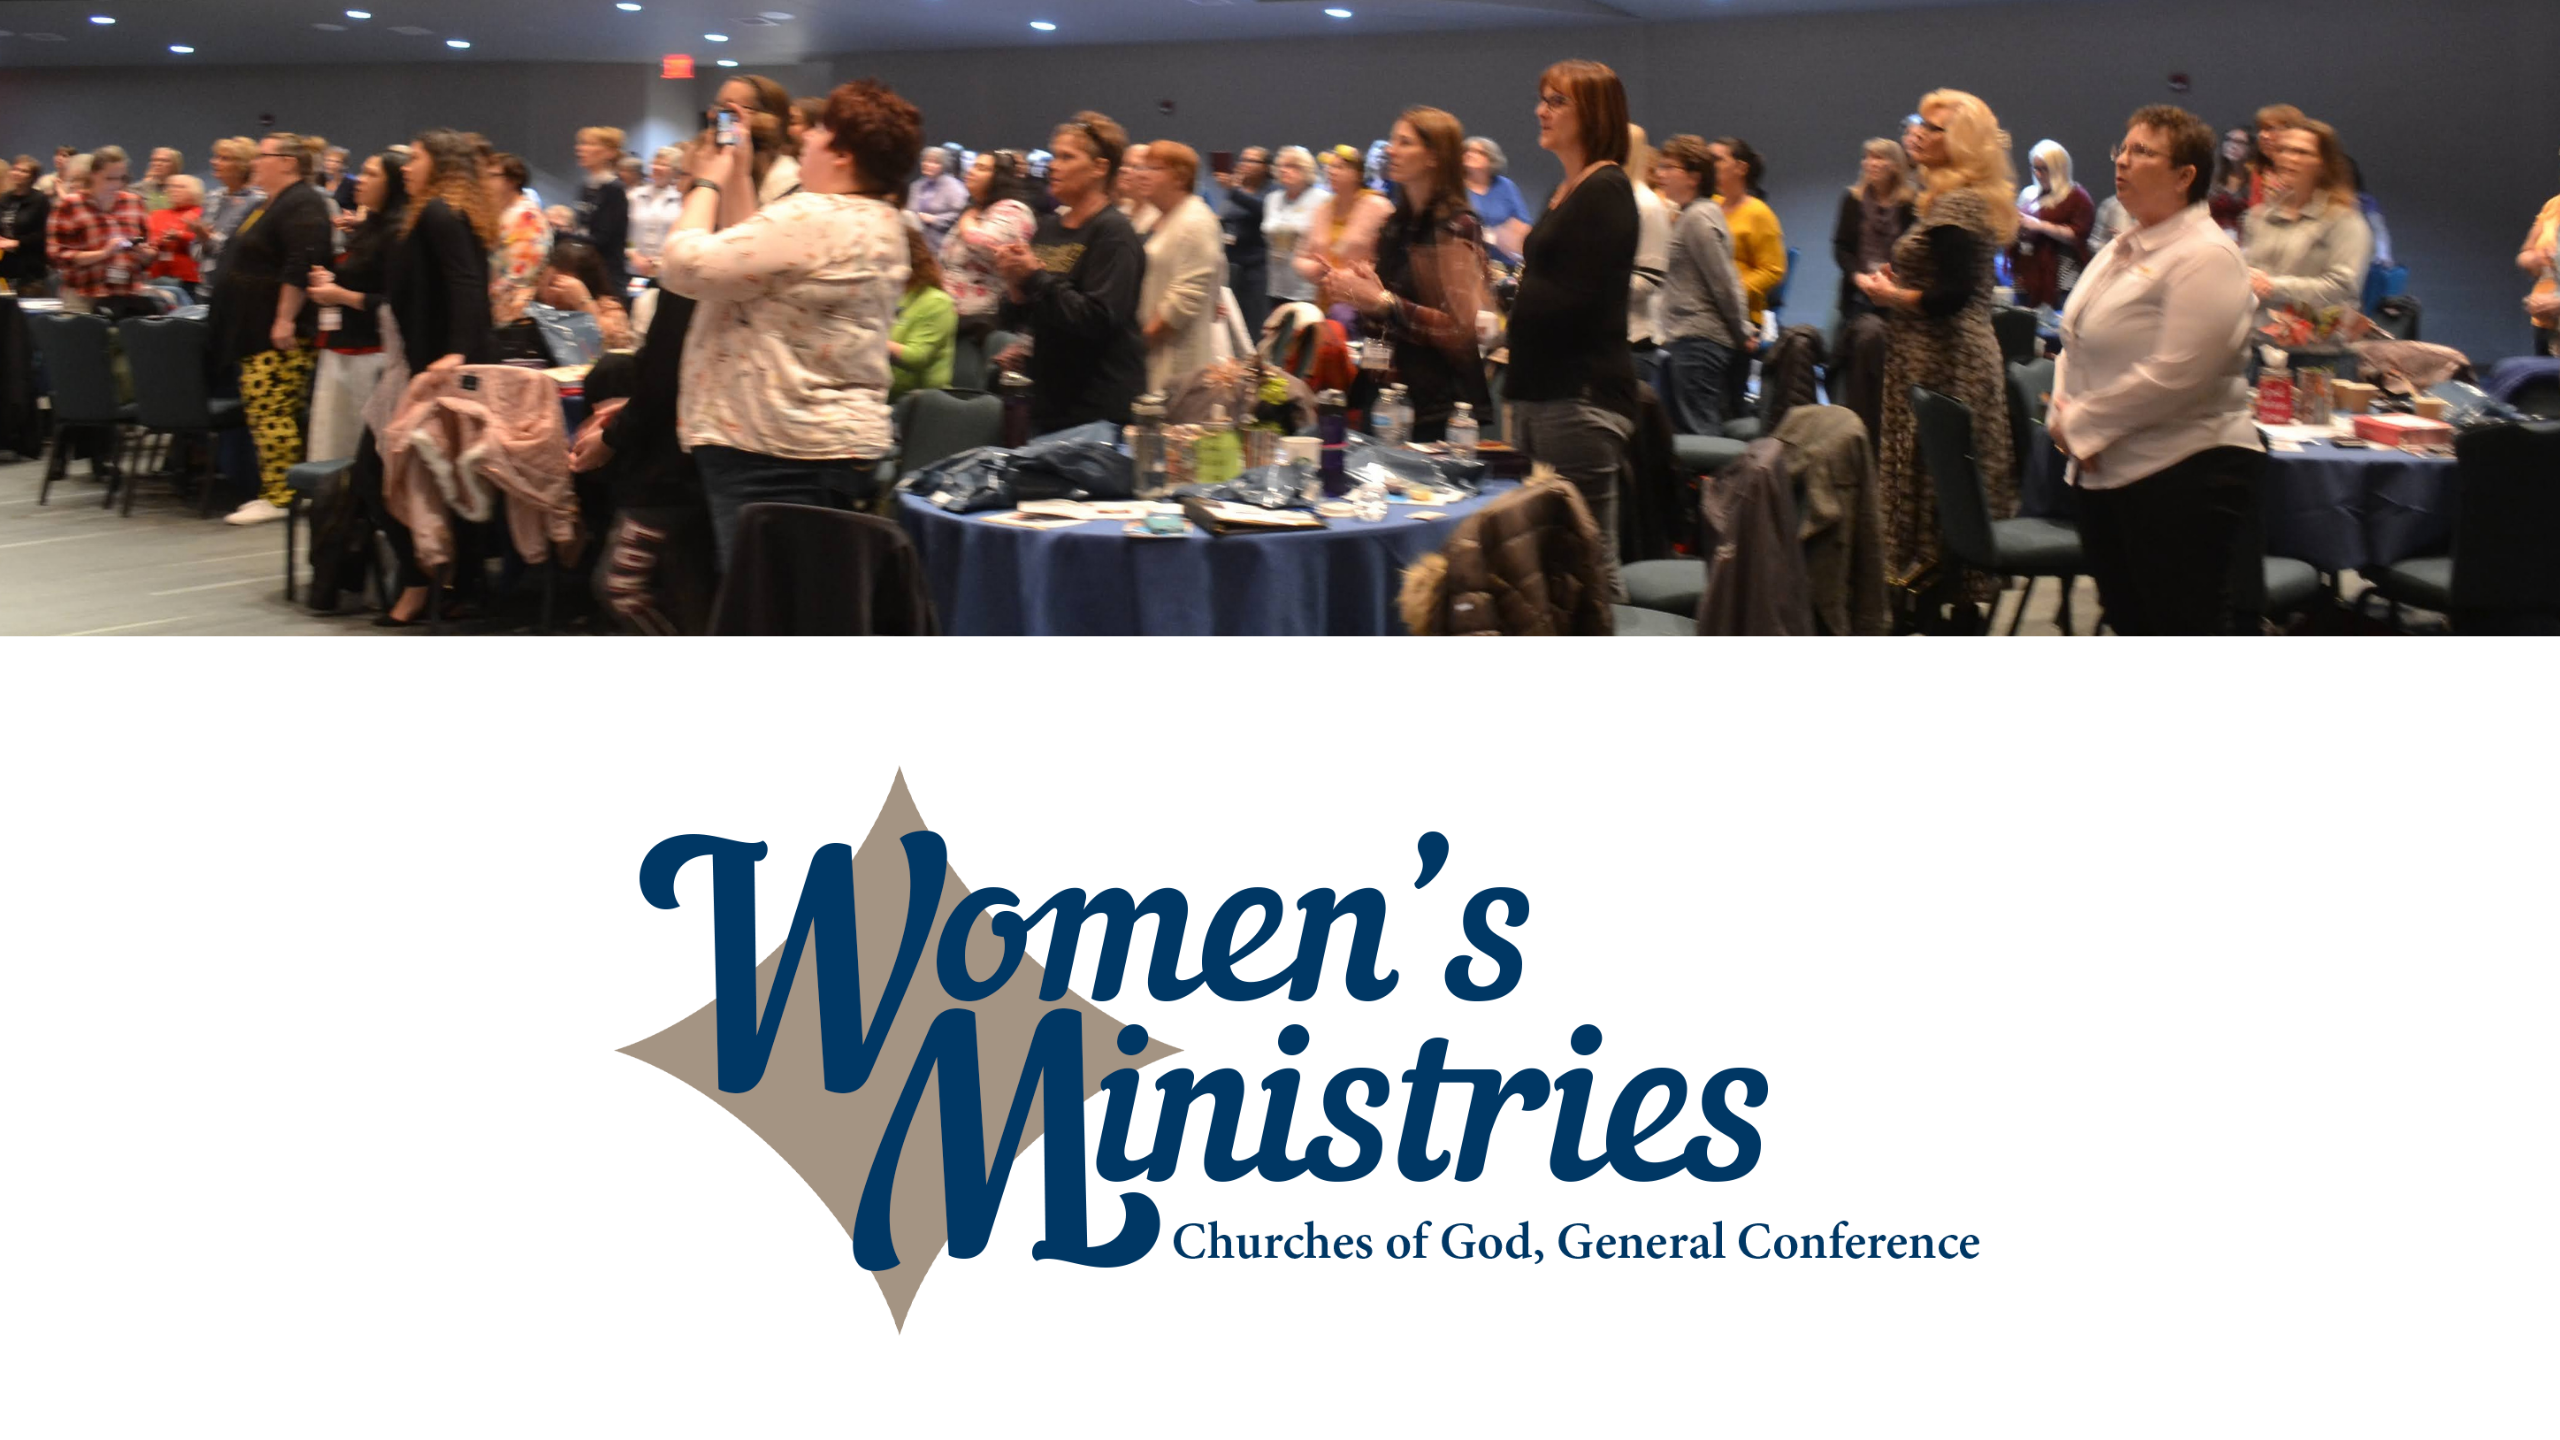 Women's
Ministries
Churches of God, General Conference